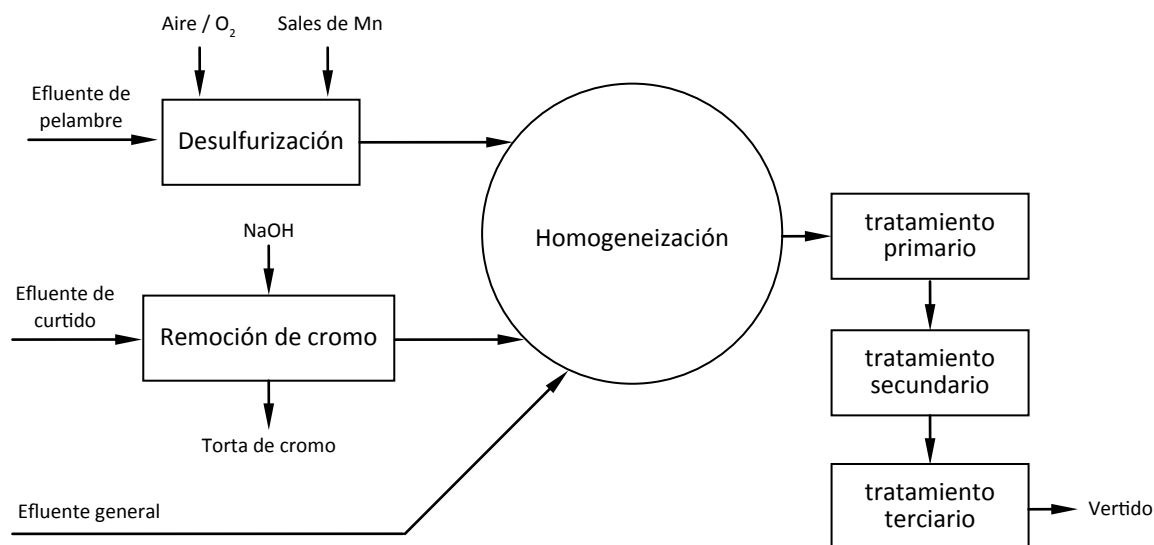 Aire / O₂
Sales de Mn
Efluente de
pelambre
Desulfurización
Homogeneización
NaOH
Efluente de
curtido
Remoción de cromo
Torta de cromo
Efluente general
tratamiento
primario
tratamiento
secundario
tratamiento
terciario
Vertido